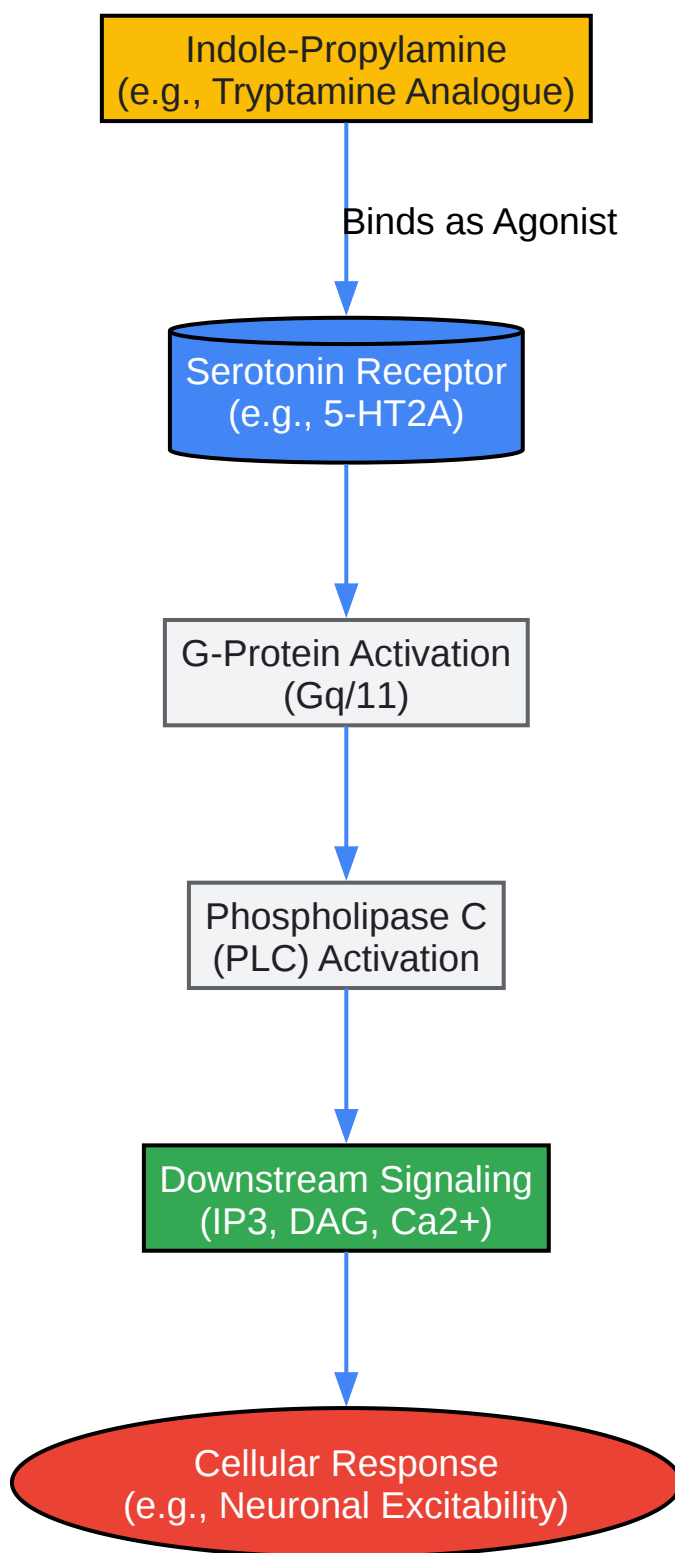 Indole-Propylamine
(e.g., Tryptamine Analogue)
Binds as Agonist
Serotonin Receptor
(e.g., 5-HT2A)
G-Protein Activation
(Gq/11)
Phospholipase C
(PLC) Activation
Downstream Signaling
(IP3, DAG, Ca2+)
Cellular Response
(e.g., Neuronal Excitability)